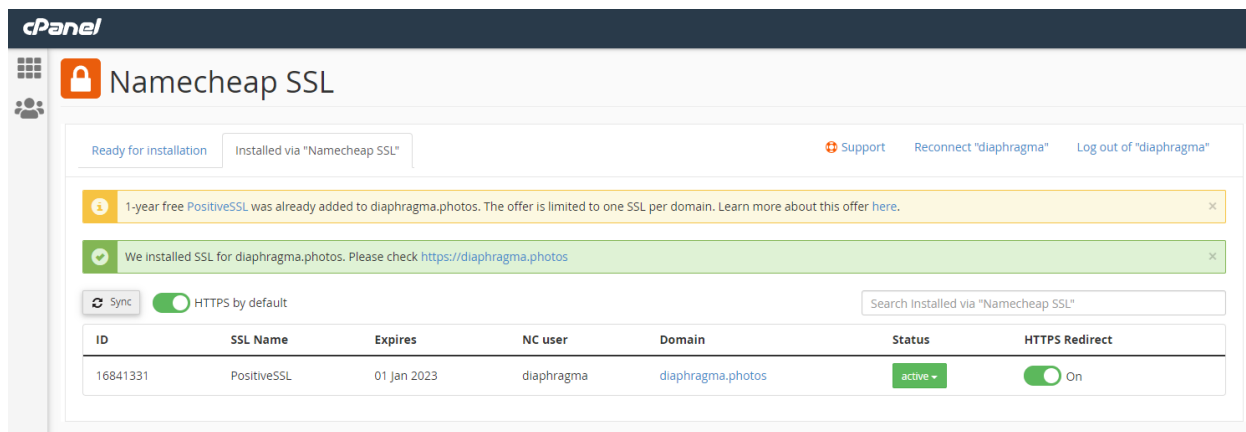 cPanel
Namecheap SSL
Ready for installation Installed via "Namecheap SSL" Support Reconnect "diaphragma" Log out of "diaphragma"
1-year free PositiveSSL was already added to diaphragma.photos. The offer is limited to one SSL per domain. Learn more about this offer here. ×
We installed SSL for diaphragma.photos. Please check https://diaphragma.photos ×
Sync HTTPS by default Search Installed via "Namecheap SSL"
ID SSL Name Expires NC user Domain Status HTTPS Redirect
16841331 PositiveSSL 01 Jan 2023 diaphragma diaphragma.photos active On